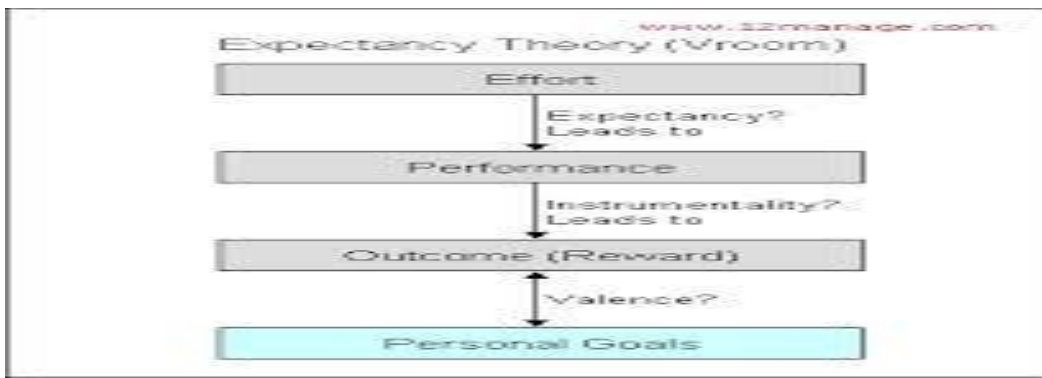 www.12manage.com
Expectancy Theory (Vroom)
Effort
Expectancy?
Leads to
Performance
Instrumentality?
Leads to
Outcome (Reward)
Valence?
Personal Goals